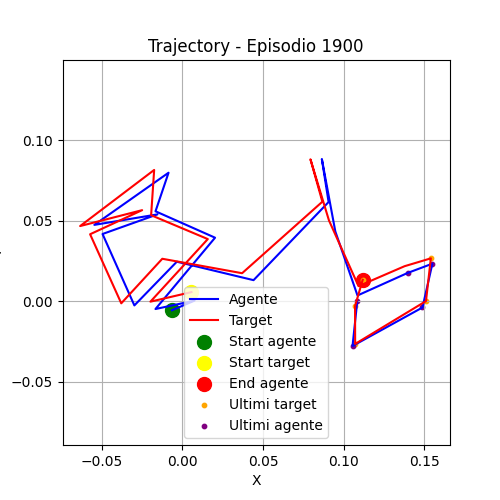 Trajectory - Episodio 1900
0.10
0.05
0.00
−0.05
Agente
Target
Start agente
Start target
End agente
Ultimi target
Ultimi agente
−0.05
0.00
0.05
0.10
0.15
X